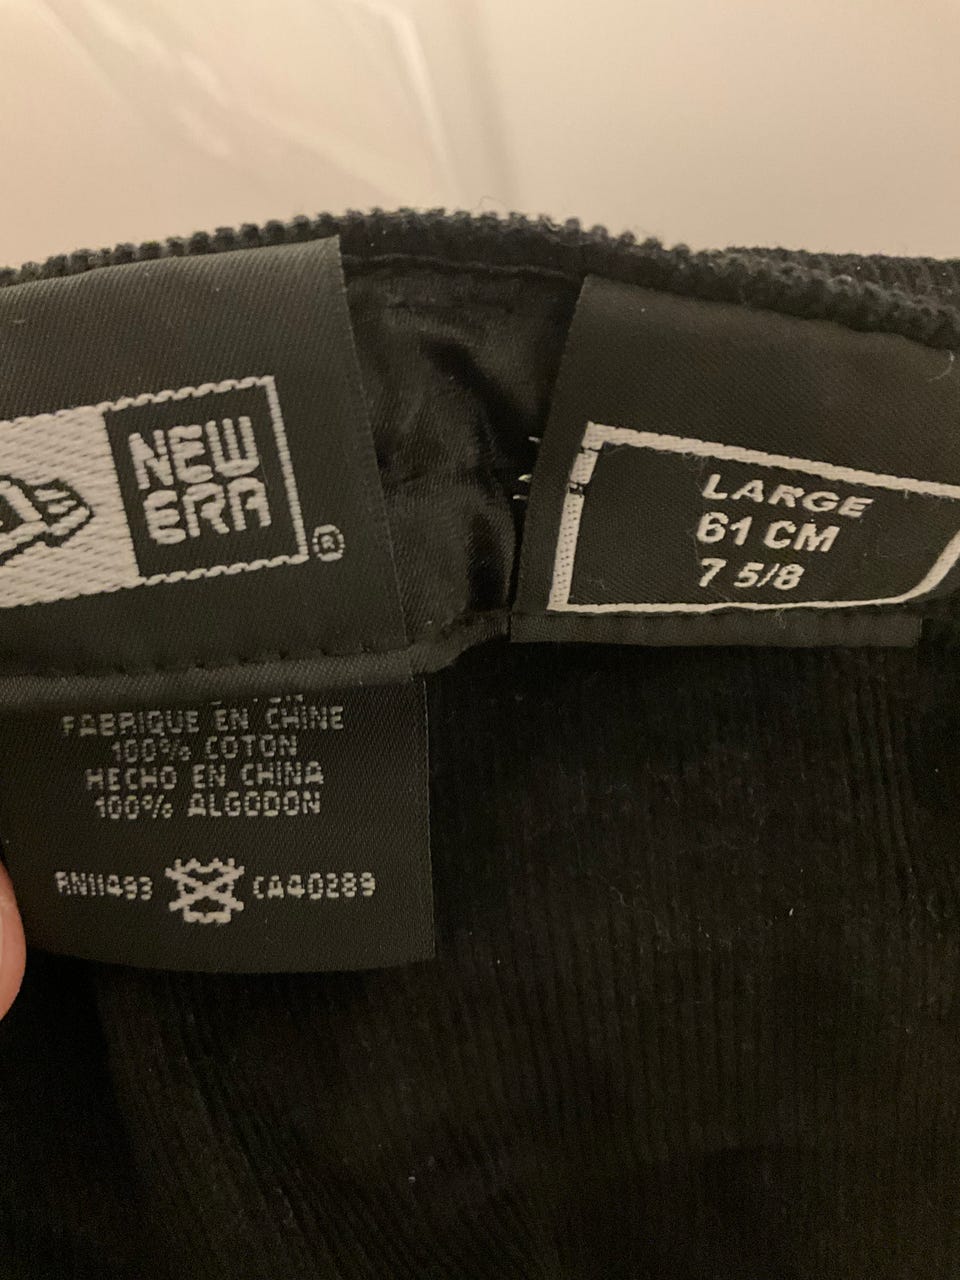 NEW
ERA
®
LARGE
61 CM
7 5/8
FABRIQUE EN CHINE
100% COTON
HECHO EN CHINA
100% ALGODON
RN11493 CA40289